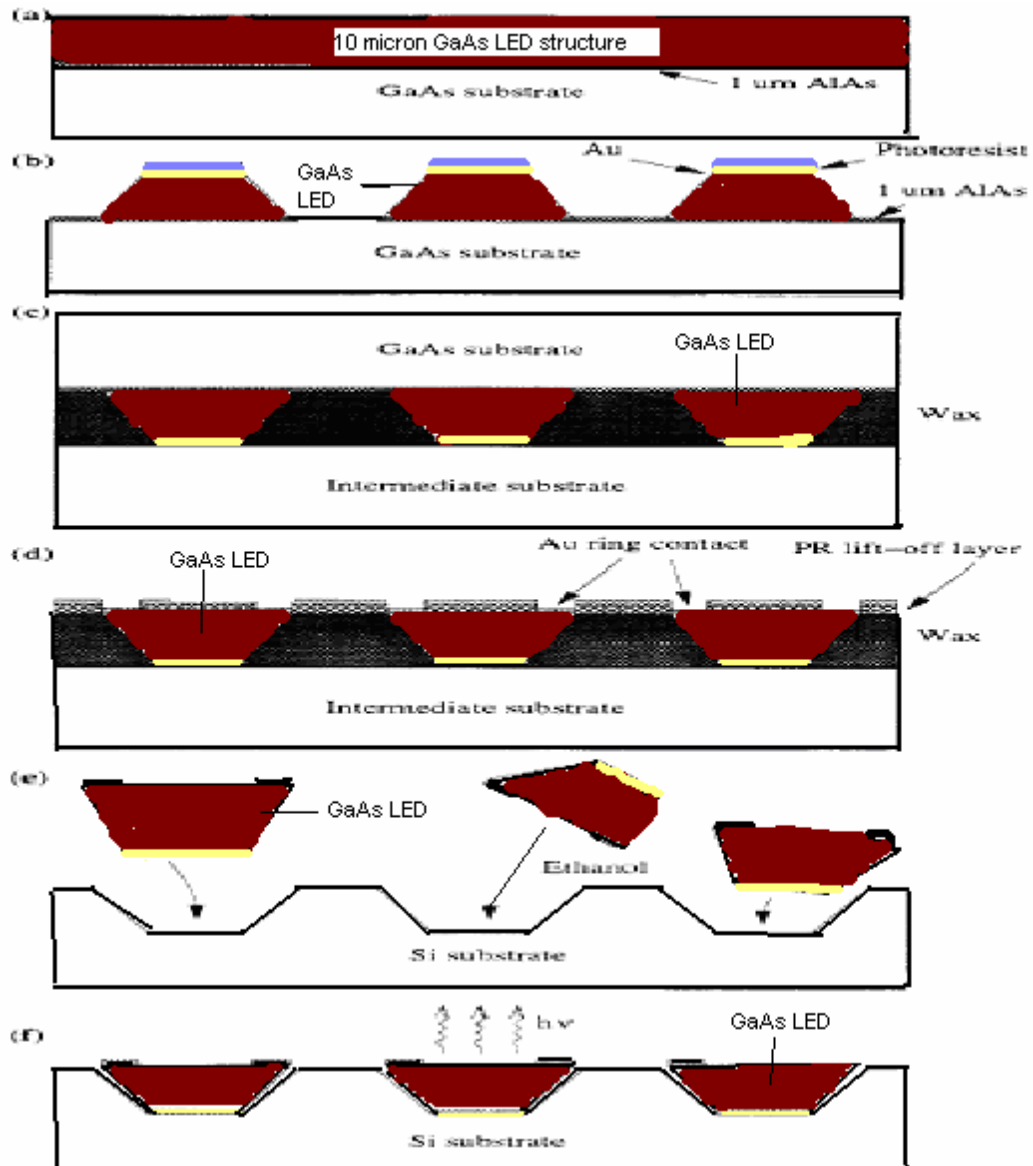 (a)
10 micron GaAs LED structure
1 um AlAs
GaAs substrate
(b)
Au
Photoresist
GaAs
LED
1 um AlAs
GaAs substrate
(c)
GaAs substrate
GaAs LED
Wax
Intermediate substrate
(d)
GaAs LED
Au ring contact
PR lift-off layer
Wax
Intermediate substrate
(e)
GaAs LED
Ethanol
Si substrate
(f)
hν
GaAs LED
Si substrate